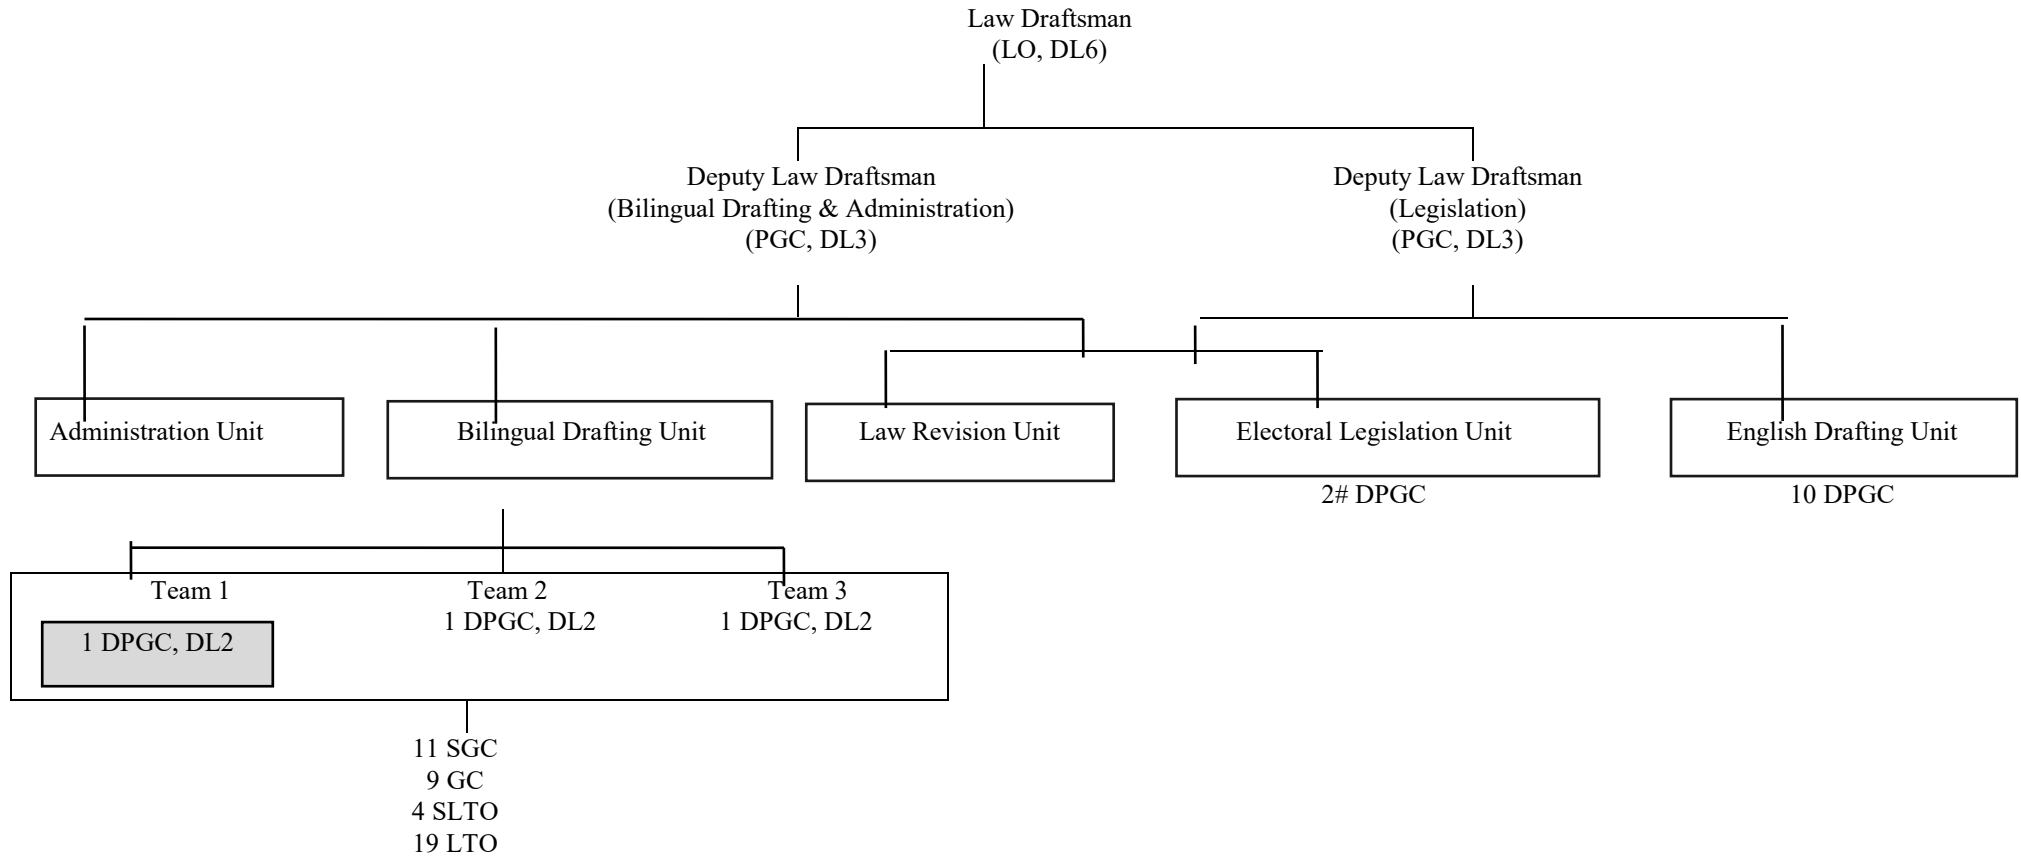 Law Draftsman
(LO, DL6)
Deputy Law Draftsman
(Bilingual Drafting & Administration)
(PGC, DL3)
Deputy Law Draftsman
(Legislation)
(PGC, DL3)
Administration Unit
Bilingual Drafting Unit
Law Revision Unit
Electoral Legislation Unit
2# DPGC
English Drafting Unit
10 DPGC
Team 1
1 DPGC, DL2
Team 2
1 DPGC, DL2
Team 3
1 DPGC, DL2
11 SGC
9 GC
4 SLTO
19 LTO